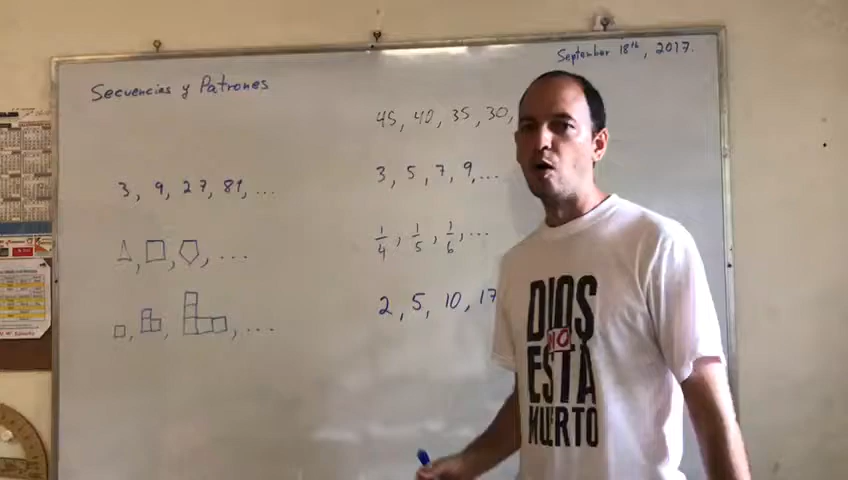 September 18th, 2017.
Secuencias y Patrones
45, 40, 35, 30,
3, 9, 27, 81, ...
3, 5, 7, 9, ...
1/4, 1/5, 1/6, ...
2, 5, 10, 17
DIOS
NO
ESTA
MUERTO